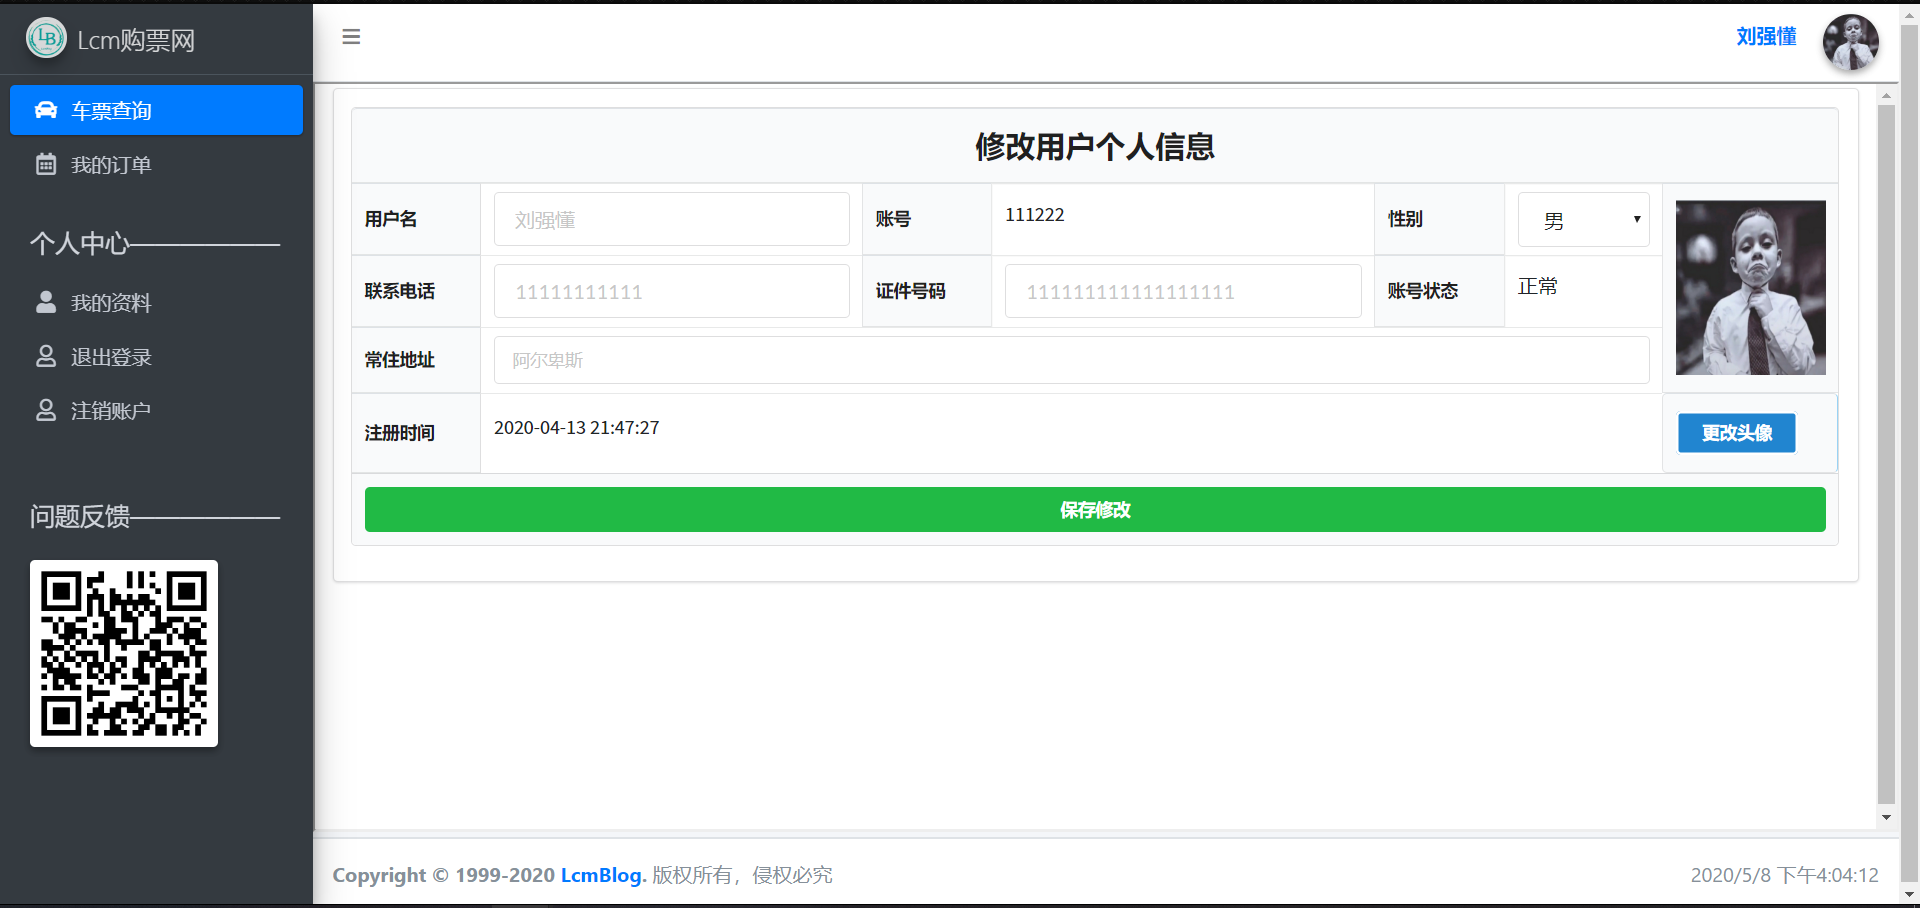 Lcm购票网
刘强懂
车票查询
我的订单
个人中心——————
我的资料
退出登录
注销账户
问题反馈——————
修改用户个人信息
用户名 刘强懂 账号 111222 性别 男
联系电话 11111111111 证件号码 111111111111111111 账号状态 正常
常住地址 阿尔卑斯
注册时间 2020-04-13 21:47:27 更改头像
保存修改
Copyright © 1999-2020 LcmBlog. 版权所有，侵权必究 2020/5/8 下午4:04:12